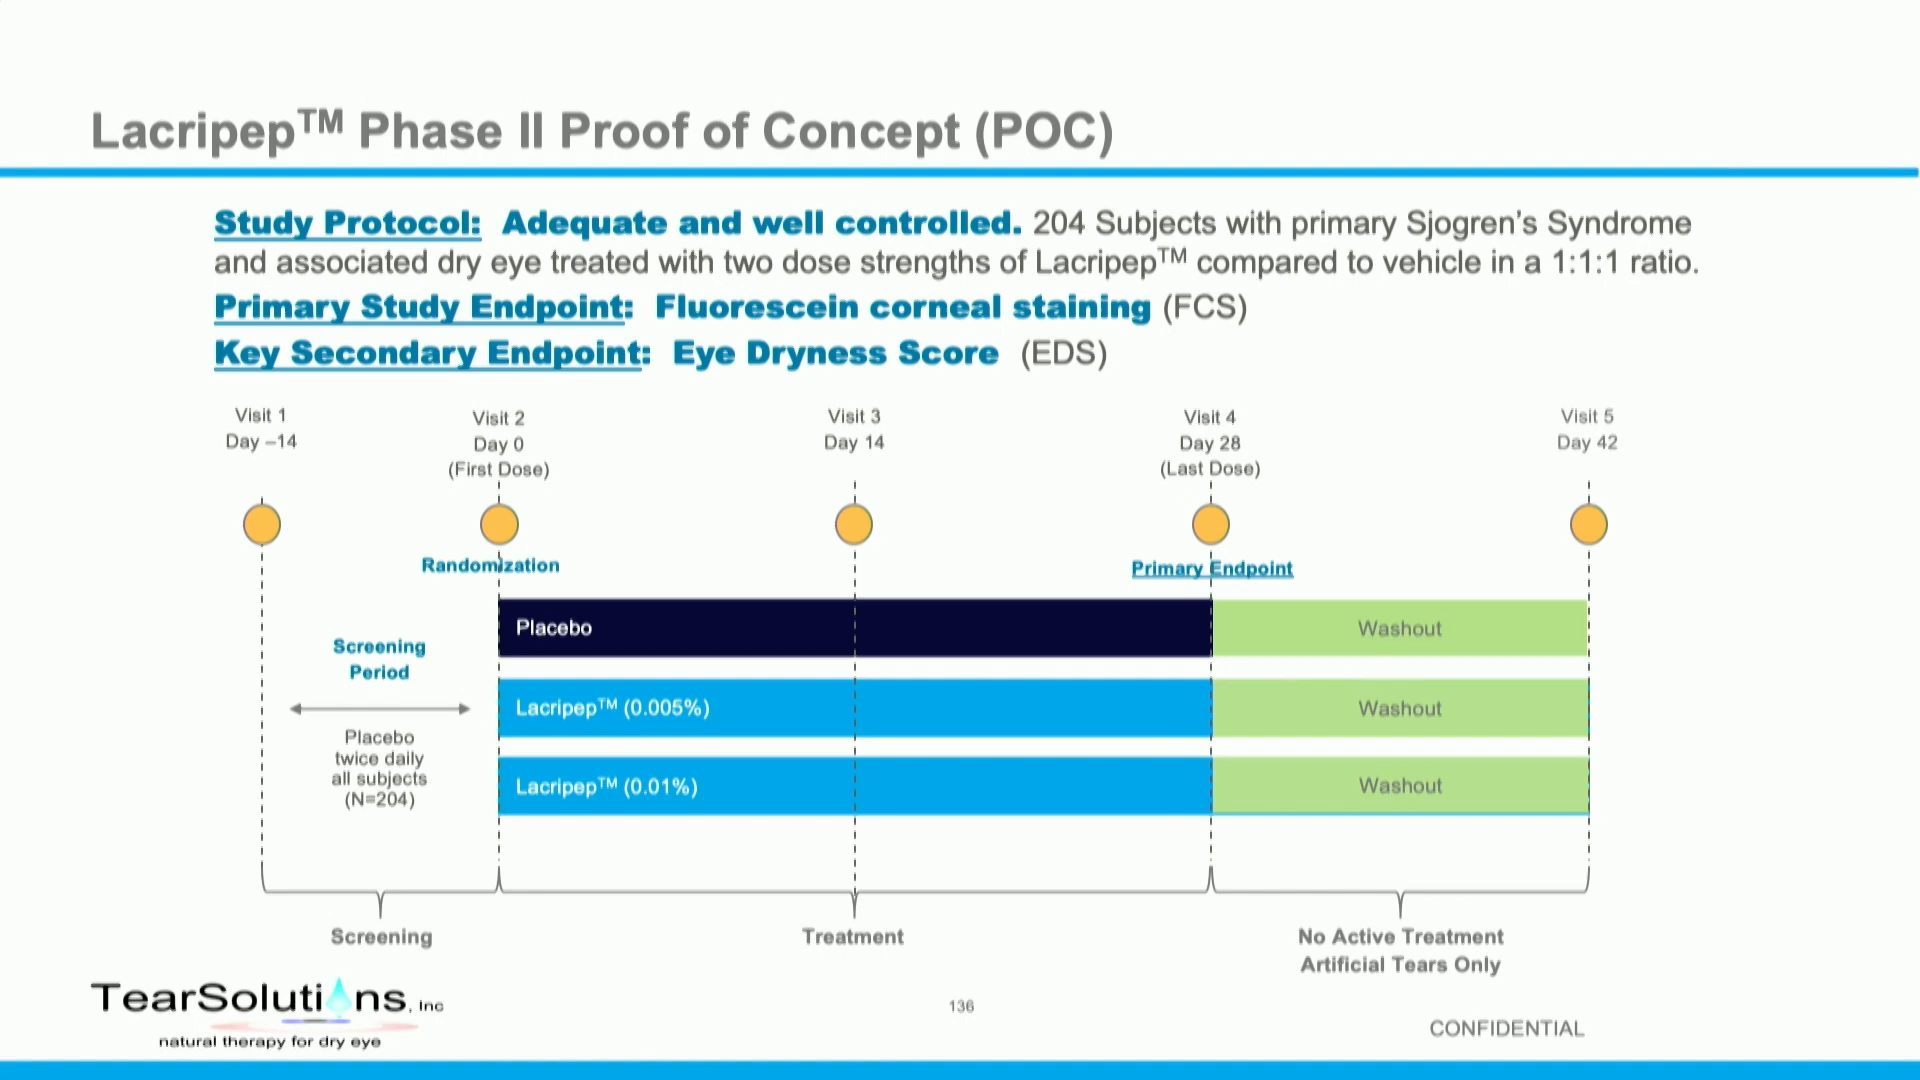 Lacripep™ Phase II Proof of Concept (POC)
Study Protocol: Adequate and well controlled. 204 Subjects with primary Sjogren's Syndrome
and associated dry eye treated with two dose strengths of Lacripep™ compared to vehicle in a 1:1:1 ratio.
Primary Study Endpoint: Fluorescein corneal staining (FCS)
Key Secondary Endpoint: Eye Dryness Score (EDS)
Visit 1
Day –14
Visit 2
Day 0
(First Dose)
Visit 3
Day 14
Visit 4
Day 28
(Last Dose)
Visit 5
Day 42
Randomization
Primary Endpoint
Screening
Period
Placebo
twice daily
all subjects
(N=204)
Placebo
Washout
Lacripep™ (0.005%)
Washout
Lacripep™ (0.01%)
Washout
Screening
Treatment
No Active Treatment
Artificial Tears Only
TearSolutions, Inc
natural therapy for dry eye
136
CONFIDENTIAL